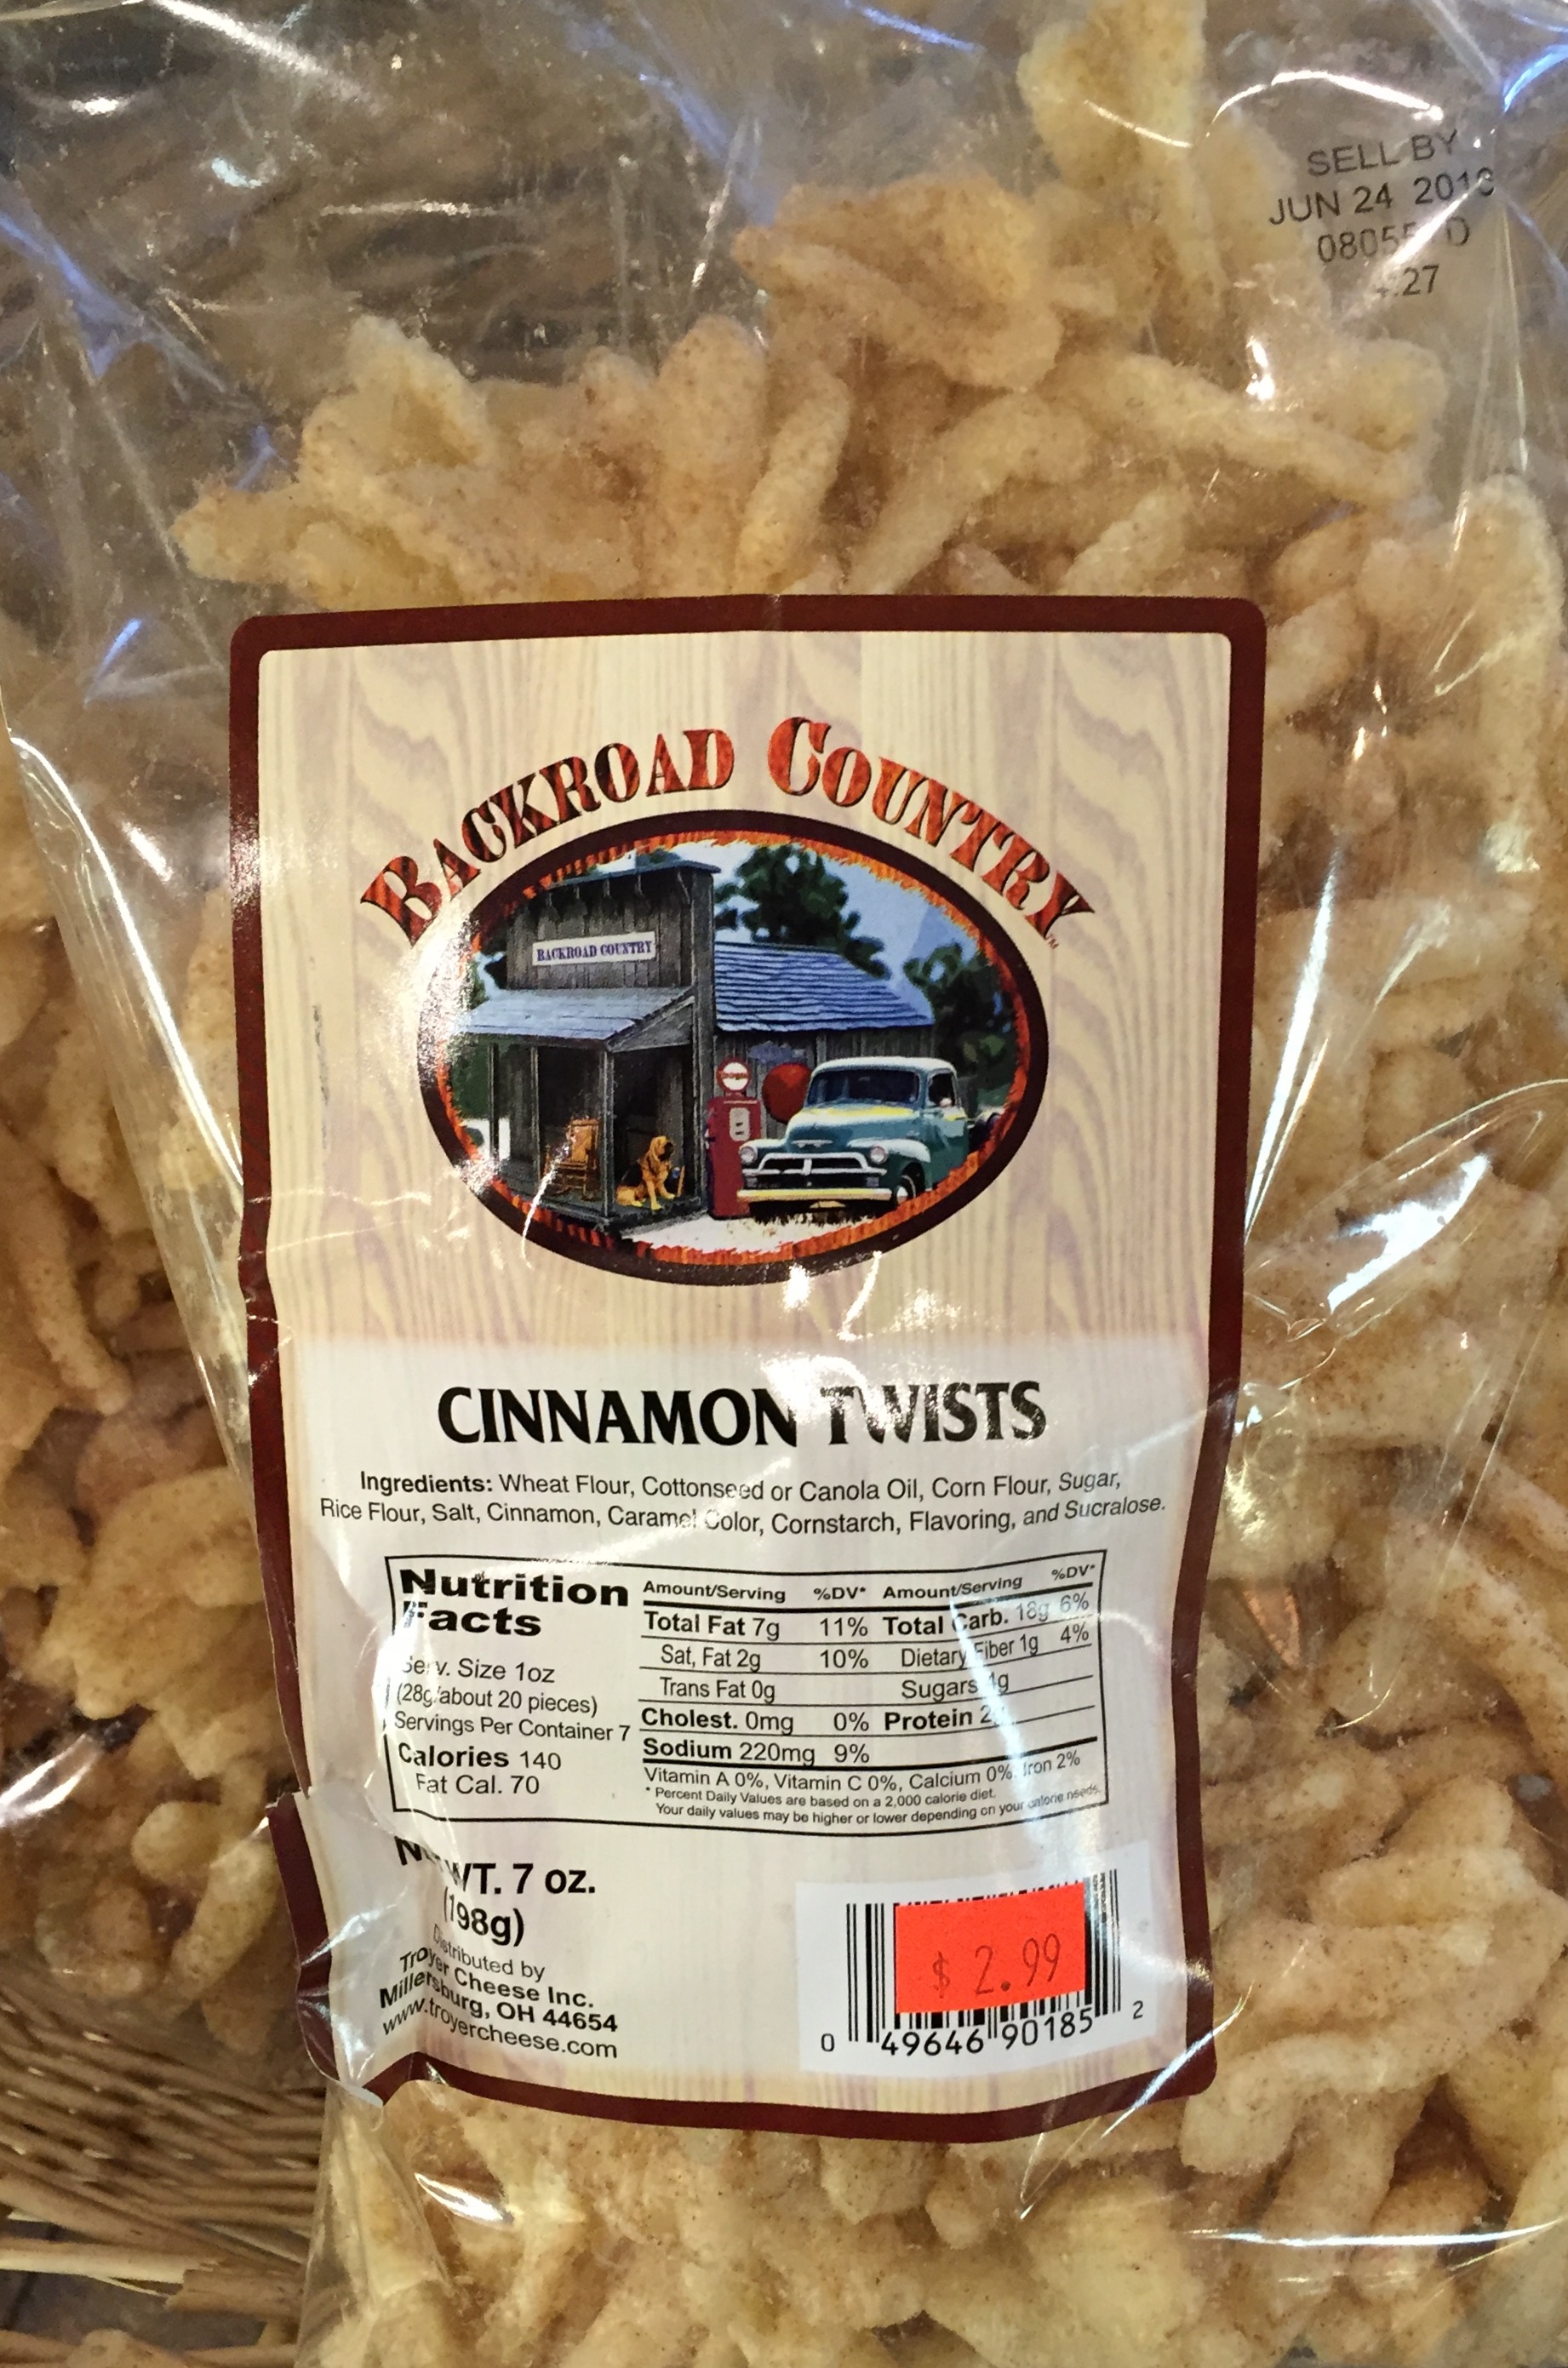 SELL BY
JUN 24
4:27
BACKROAD COUNTRY
BACKROAD COUNTRY
CINNAMON TWISTS
Ingredients: Wheat Flour, Cottonseed or Canola Oil, Corn Flour, Sugar,
Rice Flour, Salt, Cinnamon, Caramel Color, Cornstarch, Flavoring, and Sucralose.
Nutrition
Facts
Serv. Size 1oz
(28g/about 20 pieces)
Servings Per Container 7
Calories 140
Fat Cal. 70
Amount/Serving %DV* Amount/Serving %DV*
Total Fat 7g 11% Total Carb. 18g 6%
Sat, Fat 2g 10% Dietary Fiber 1g 4%
Trans Fat 0g Sugars
Cholest. 0mg 0% Protein
Sodium 220mg 9%
Vitamin A 0%, Vitamin C 0%, Calcium 0%, Iron 2%
* Percent Daily Values are based on a 2,000 calorie diet.
Your daily values may be higher or lower depending on your calorie needs.
NET WT. 7 oz.
(198g)
Distributed by
Troyer Cheese Inc.
Millersburg, OH 44654
www.troyercheese.com
$ 2.99
0 49646 90185 2